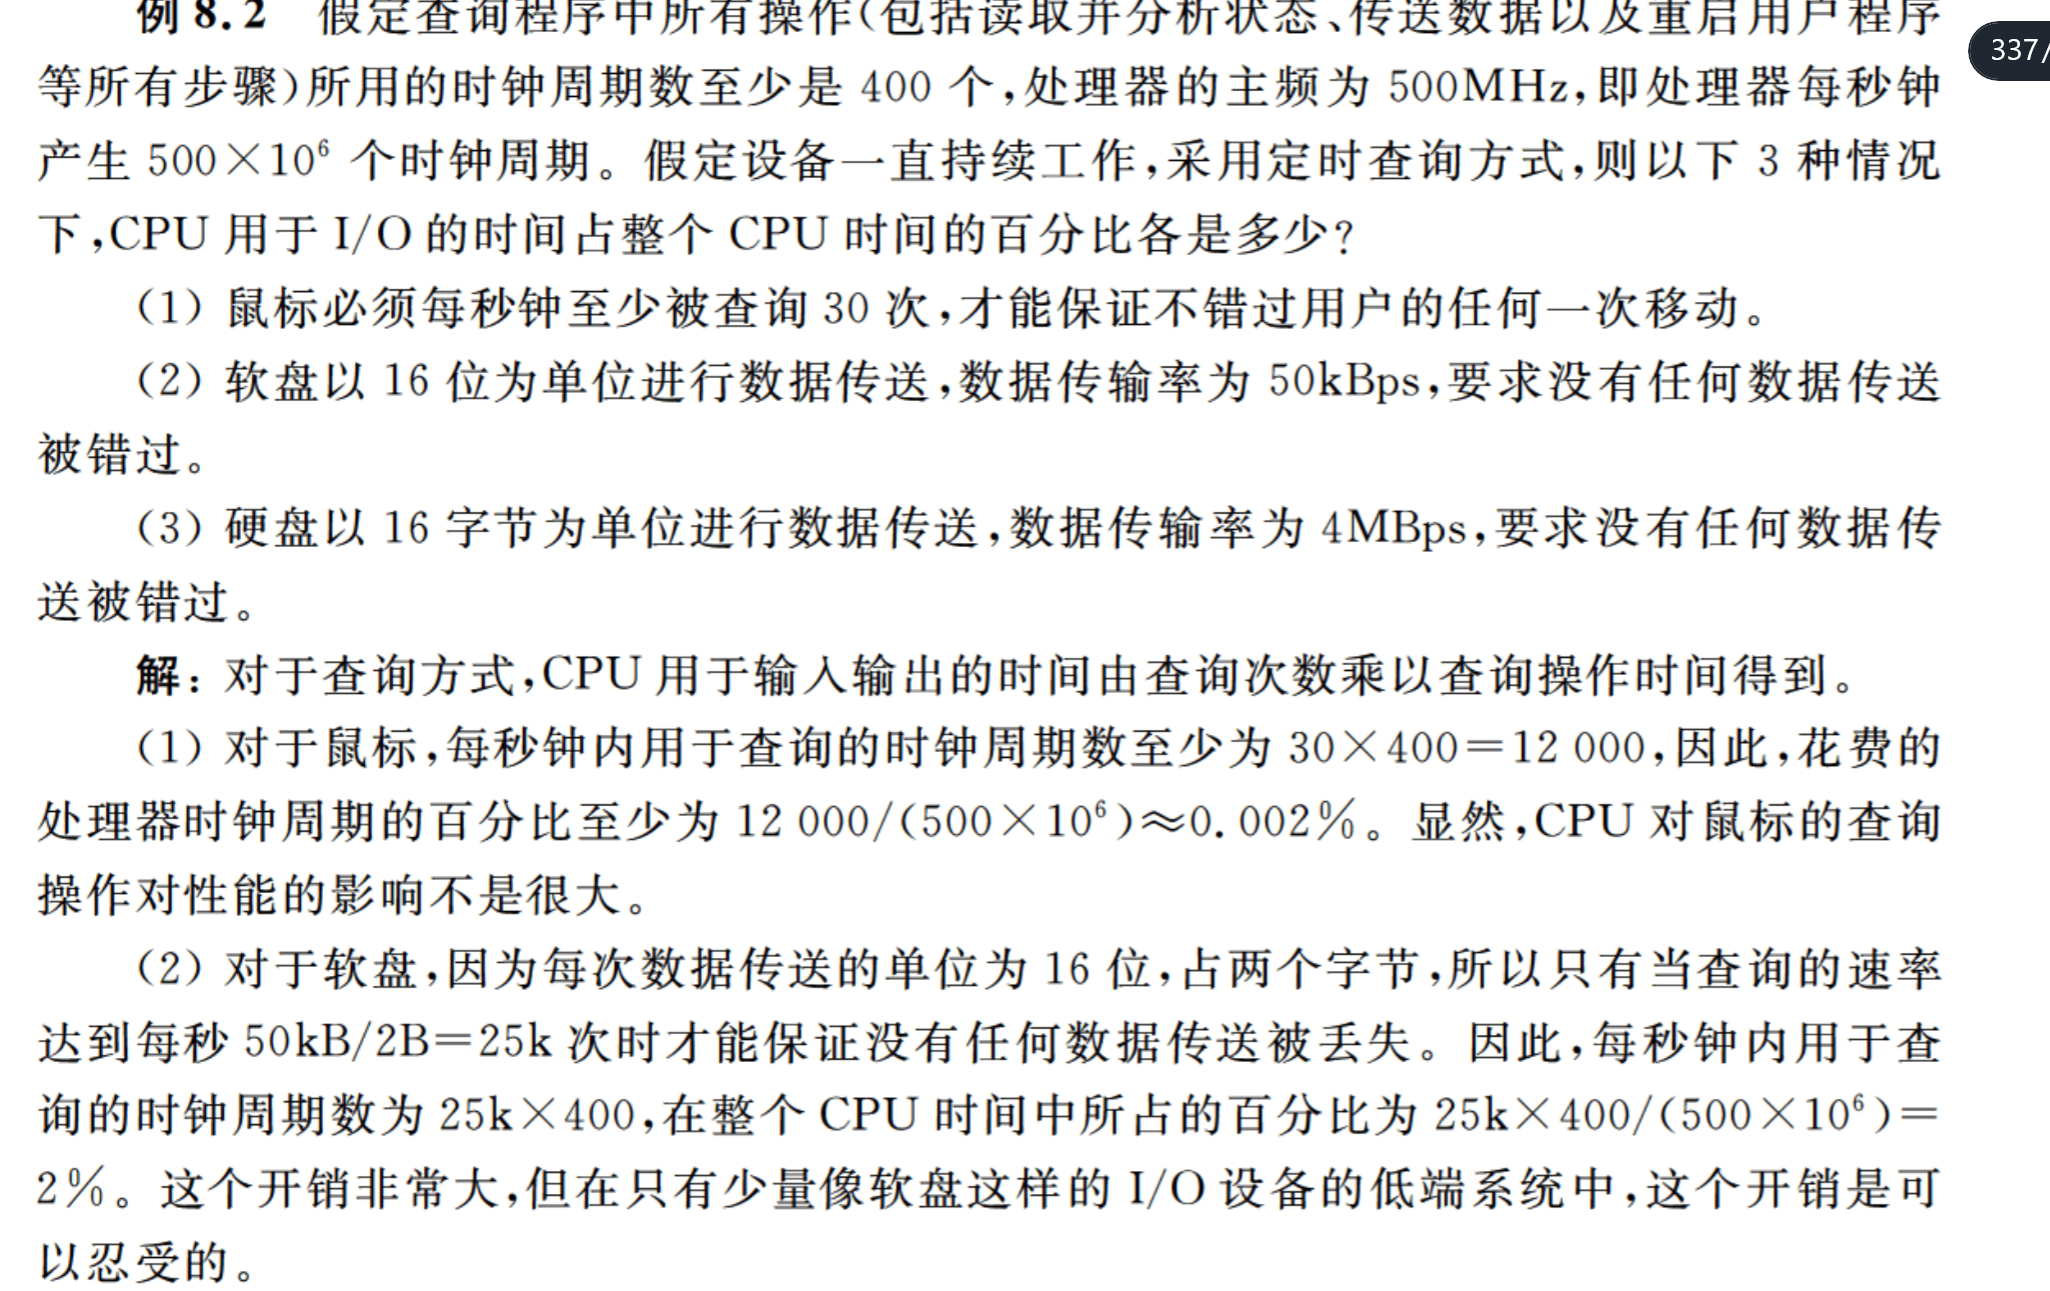 例 8.2 假定查询程序中所有操作(包括读取并分析状态、传送数据以及重启用户程序
337/
等所有步骤)所用的时钟周期数至少是 400 个,处理器的主频为 500MHz,即处理器每秒钟
产生 500×10⁶ 个时钟周期。假定设备一直持续工作,采用定时查询方式,则以下 3 种情况
下,CPU 用于 I/O 的时间占整个 CPU 时间的百分比各是多少?
(1) 鼠标必须每秒钟至少被查询 30 次,才能保证不错过用户的任何一次移动。
(2) 软盘以 16 位为单位进行数据传送,数据传输率为 50kBps,要求没有任何数据传送
被错过。
(3) 硬盘以 16 字节为单位进行数据传送,数据传输率为 4MBps,要求没有任何数据传
送被错过。
解: 对于查询方式,CPU 用于输入输出的时间由查询次数乘以查询操作时间得到。
(1) 对于鼠标,每秒钟内用于查询的时钟周期数至少为 30×400=12 000,因此,花费的
处理器时钟周期的百分比至少为 12 000/(500×10⁶)≈0.002%。显然,CPU 对鼠标的查询
操作对性能的影响不是很大。
(2) 对于软盘,因为每次数据传送的单位为 16 位,占两个字节,所以只有当查询的速率
达到每秒 50kB/2B=25k 次时才能保证没有任何数据传送被丢失。因此,每秒钟内用于查
询的时钟周期数为 25k×400,在整个 CPU 时间中所占的百分比为 25k×400/(500×10⁶)=
2%。这个开销非常大,但在只有少量像软盘这样的 I/O 设备的低端系统中,这个开销是可
以忍受的。